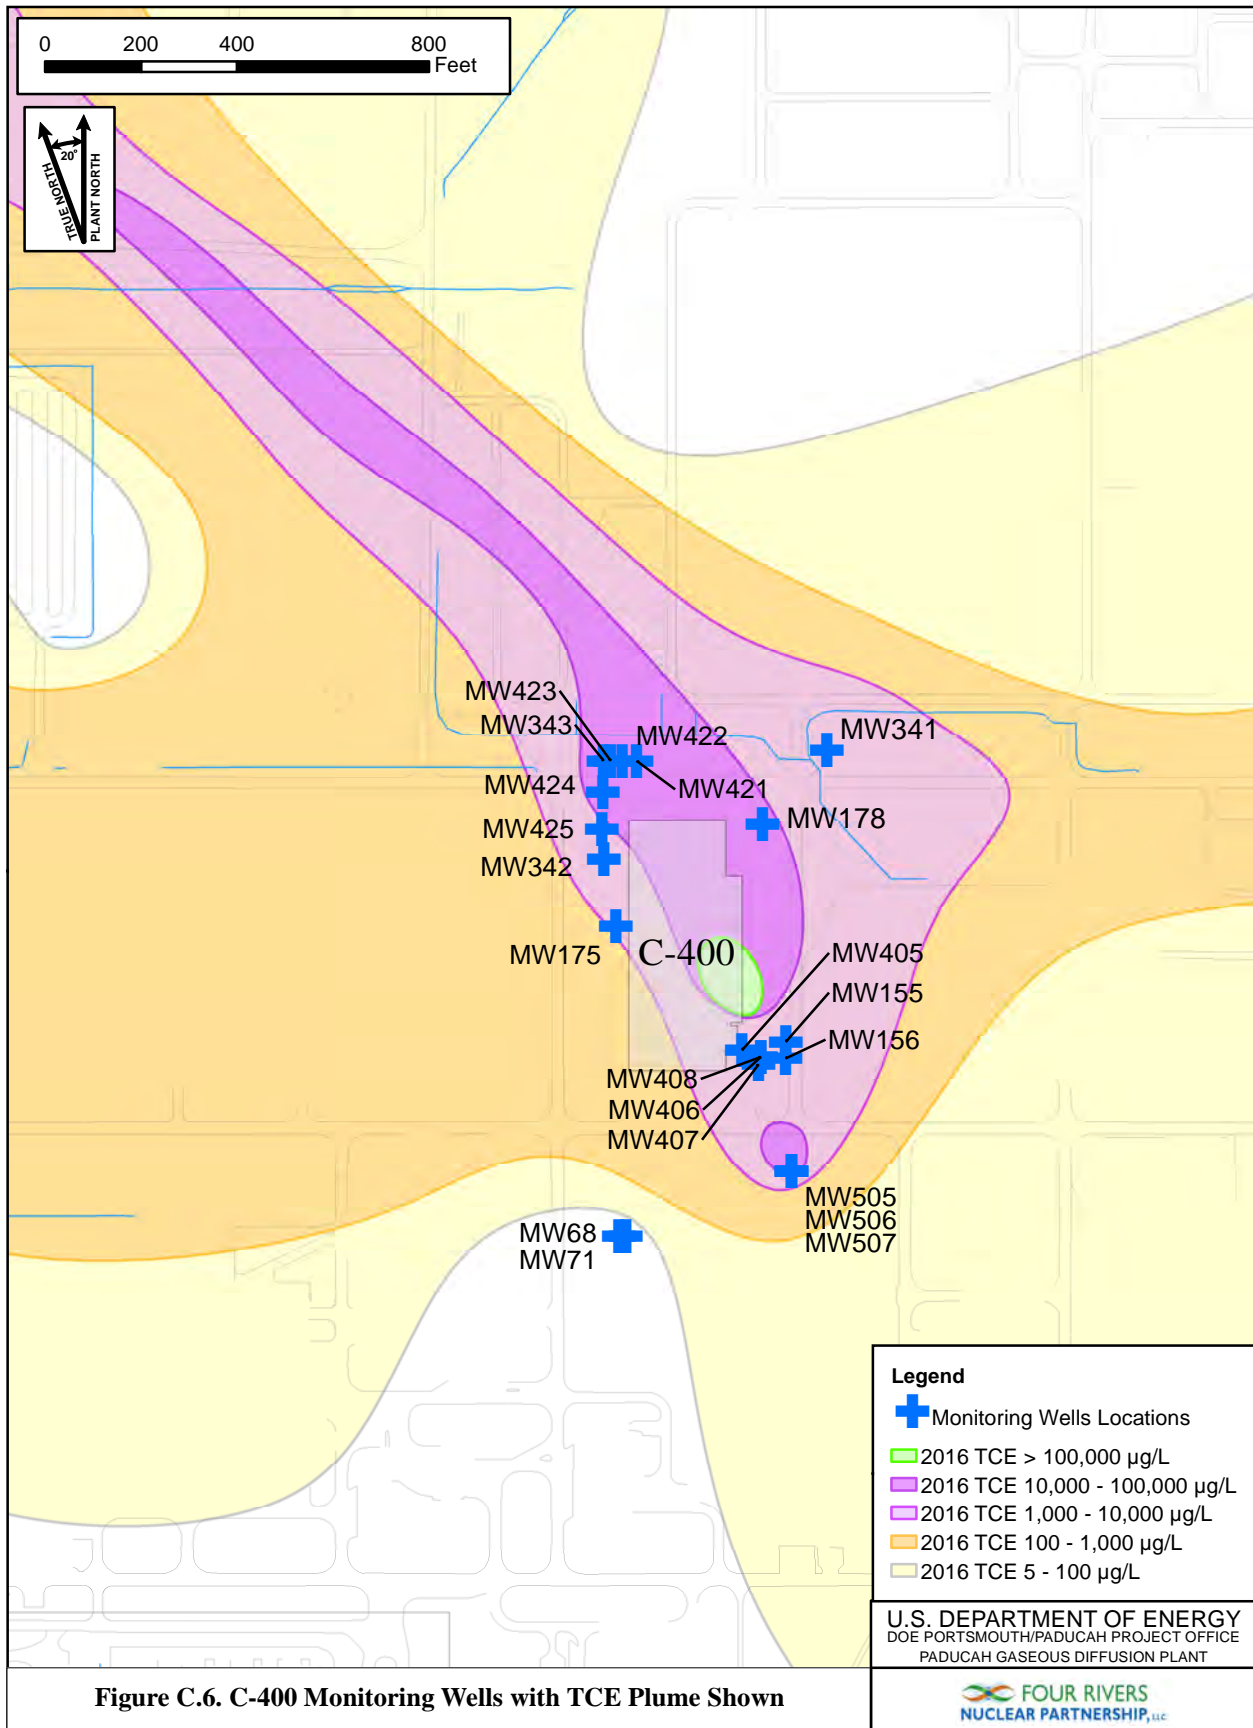 0 200 400 800
Feet
20°
TRUE NORTH
PLANT NORTH
MW423
MW343
MW422
MW341
MW424
MW421
MW425
MW178
MW342
MW175
C-400
MW405
MW155
MW156
MW408
MW406
MW407
MW505
MW506
MW507
MW68
MW71
Legend
Monitoring Wells Locations
2016 TCE > 100,000 µg/L
2016 TCE 10,000 - 100,000 µg/L
2016 TCE 1,000 - 10,000 µg/L
2016 TCE 100 - 1,000 µg/L
2016 TCE 5 - 100 µg/L
U.S. DEPARTMENT OF ENERGY
DOE PORTSMOUTH/PADUCAH PROJECT OFFICE
PADUCAH GASEOUS DIFFUSION PLANT
Figure C.6. C-400 Monitoring Wells with TCE Plume Shown
FOUR RIVERS
NUCLEAR PARTNERSHIP, LLC